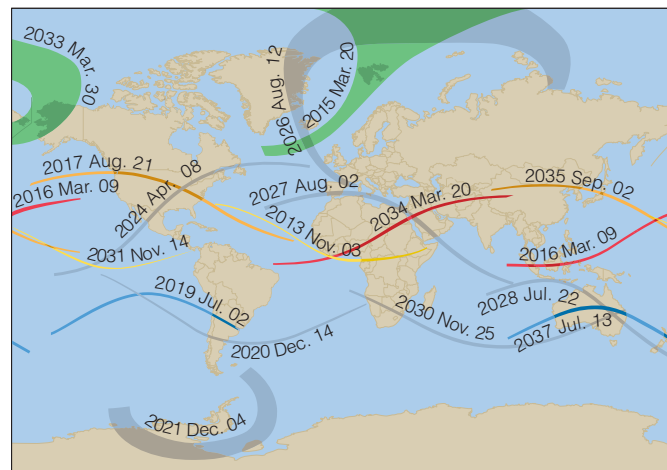 2033 Mar. 30
2026 Aug. 12
2015 Mar. 20
2017 Aug. 21
2016 Mar. 09
2024 Apr. 08
2027 Aug. 02
2034 Mar. 20
2035 Sep. 02
2013 Nov. 03
2031 Nov. 14
2016 Mar. 09
2019 Jul. 02
2028 Jul. 22
2030 Nov. 25
2037 Jul. 13
2020 Dec. 14
2021 Dec. 04